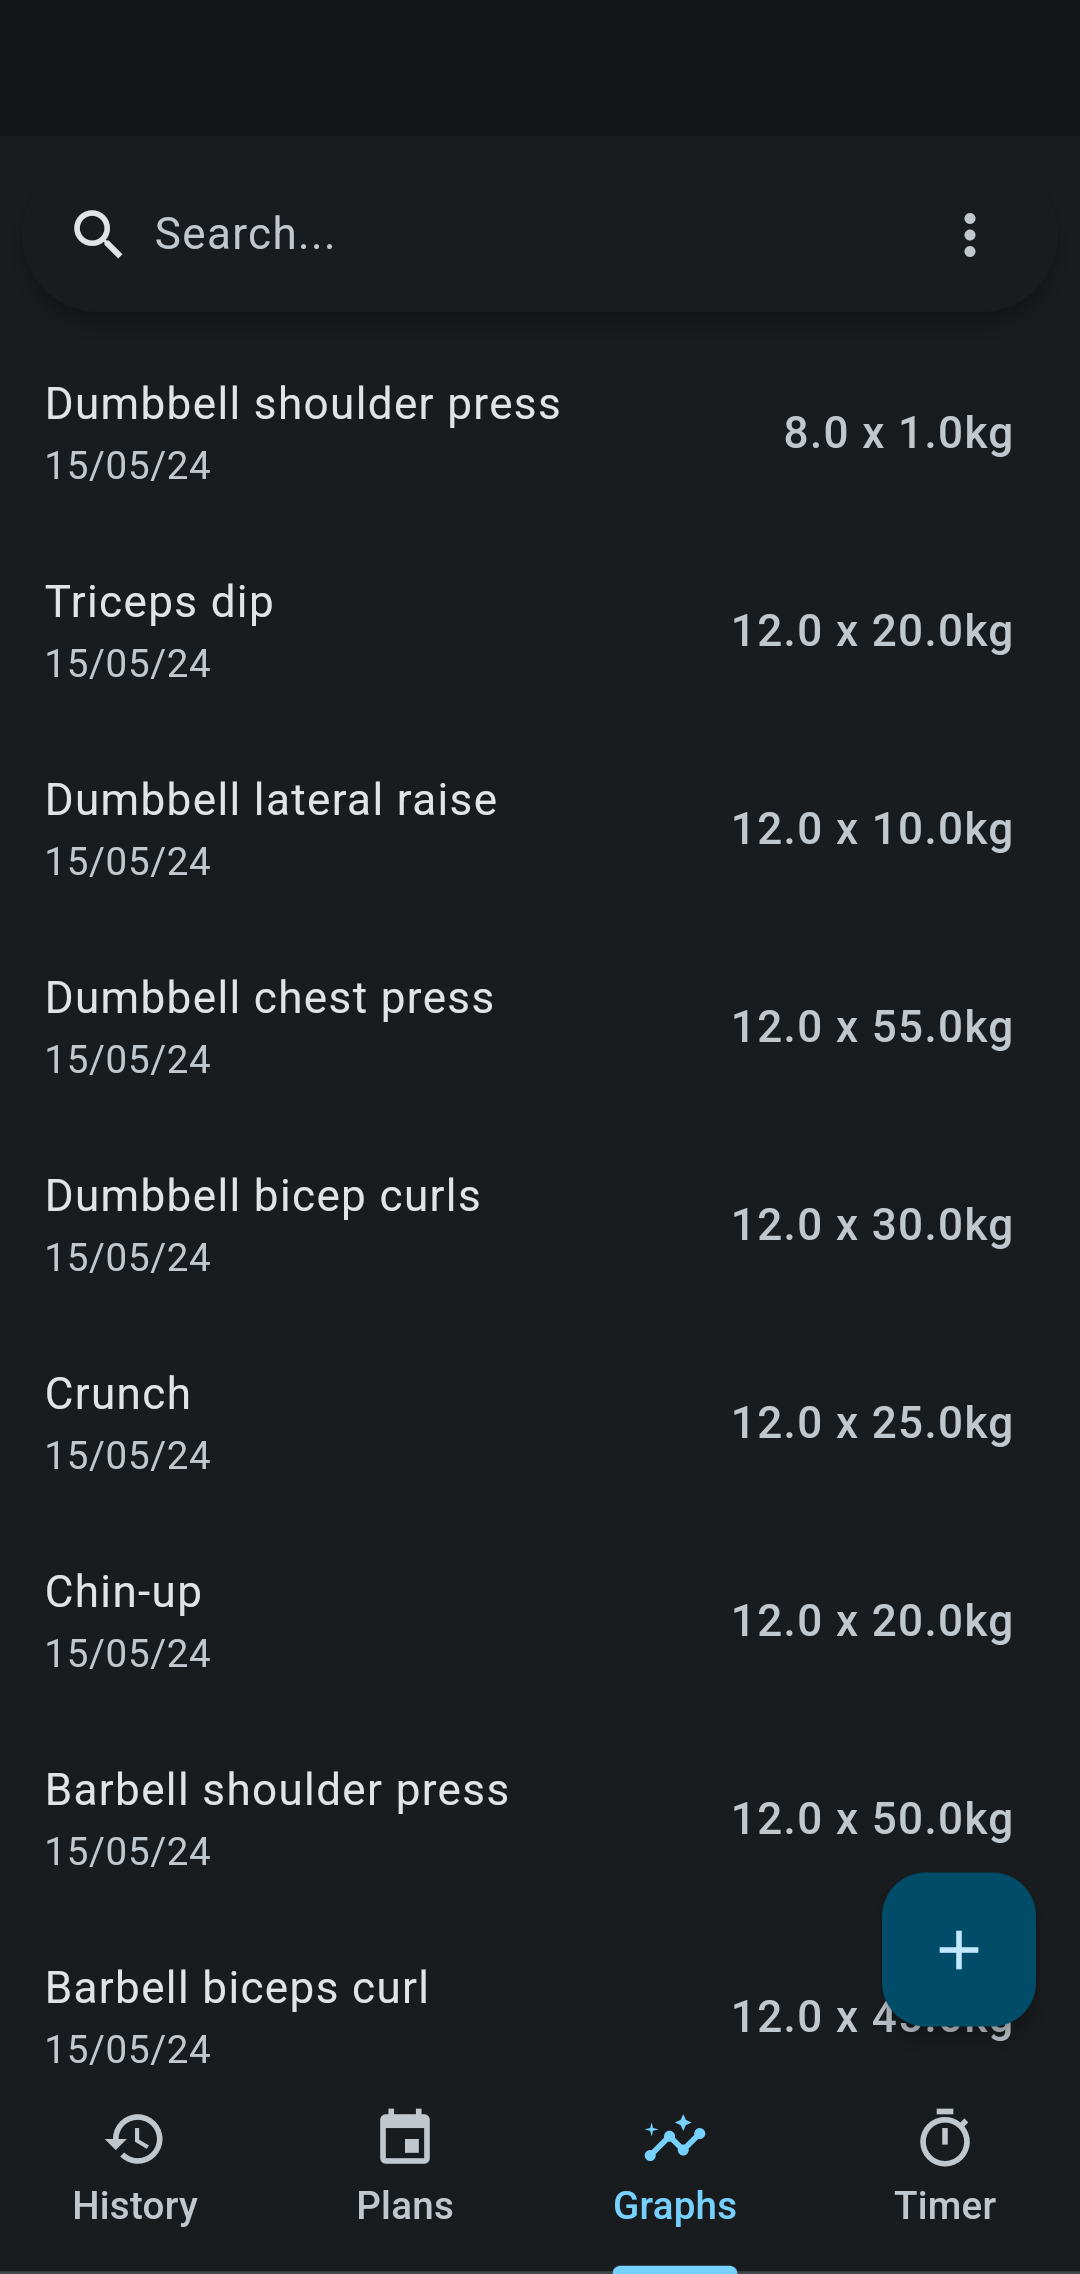 Search...
Dumbbell shoulder press
8.0 x 1.0kg
15/05/24
Triceps dip
12.0 x 20.0kg
15/05/24
Dumbbell lateral raise
12.0 x 10.0kg
15/05/24
Dumbbell chest press
12.0 x 55.0kg
15/05/24
Dumbbell bicep curls
12.0 x 30.0kg
15/05/24
Crunch
12.0 x 25.0kg
15/05/24
Chin-up
12.0 x 20.0kg
15/05/24
Barbell shoulder press
12.0 x 50.0kg
15/05/24
Barbell biceps curl
12.0 x
15/05/24
History
Plans
Graphs
Timer